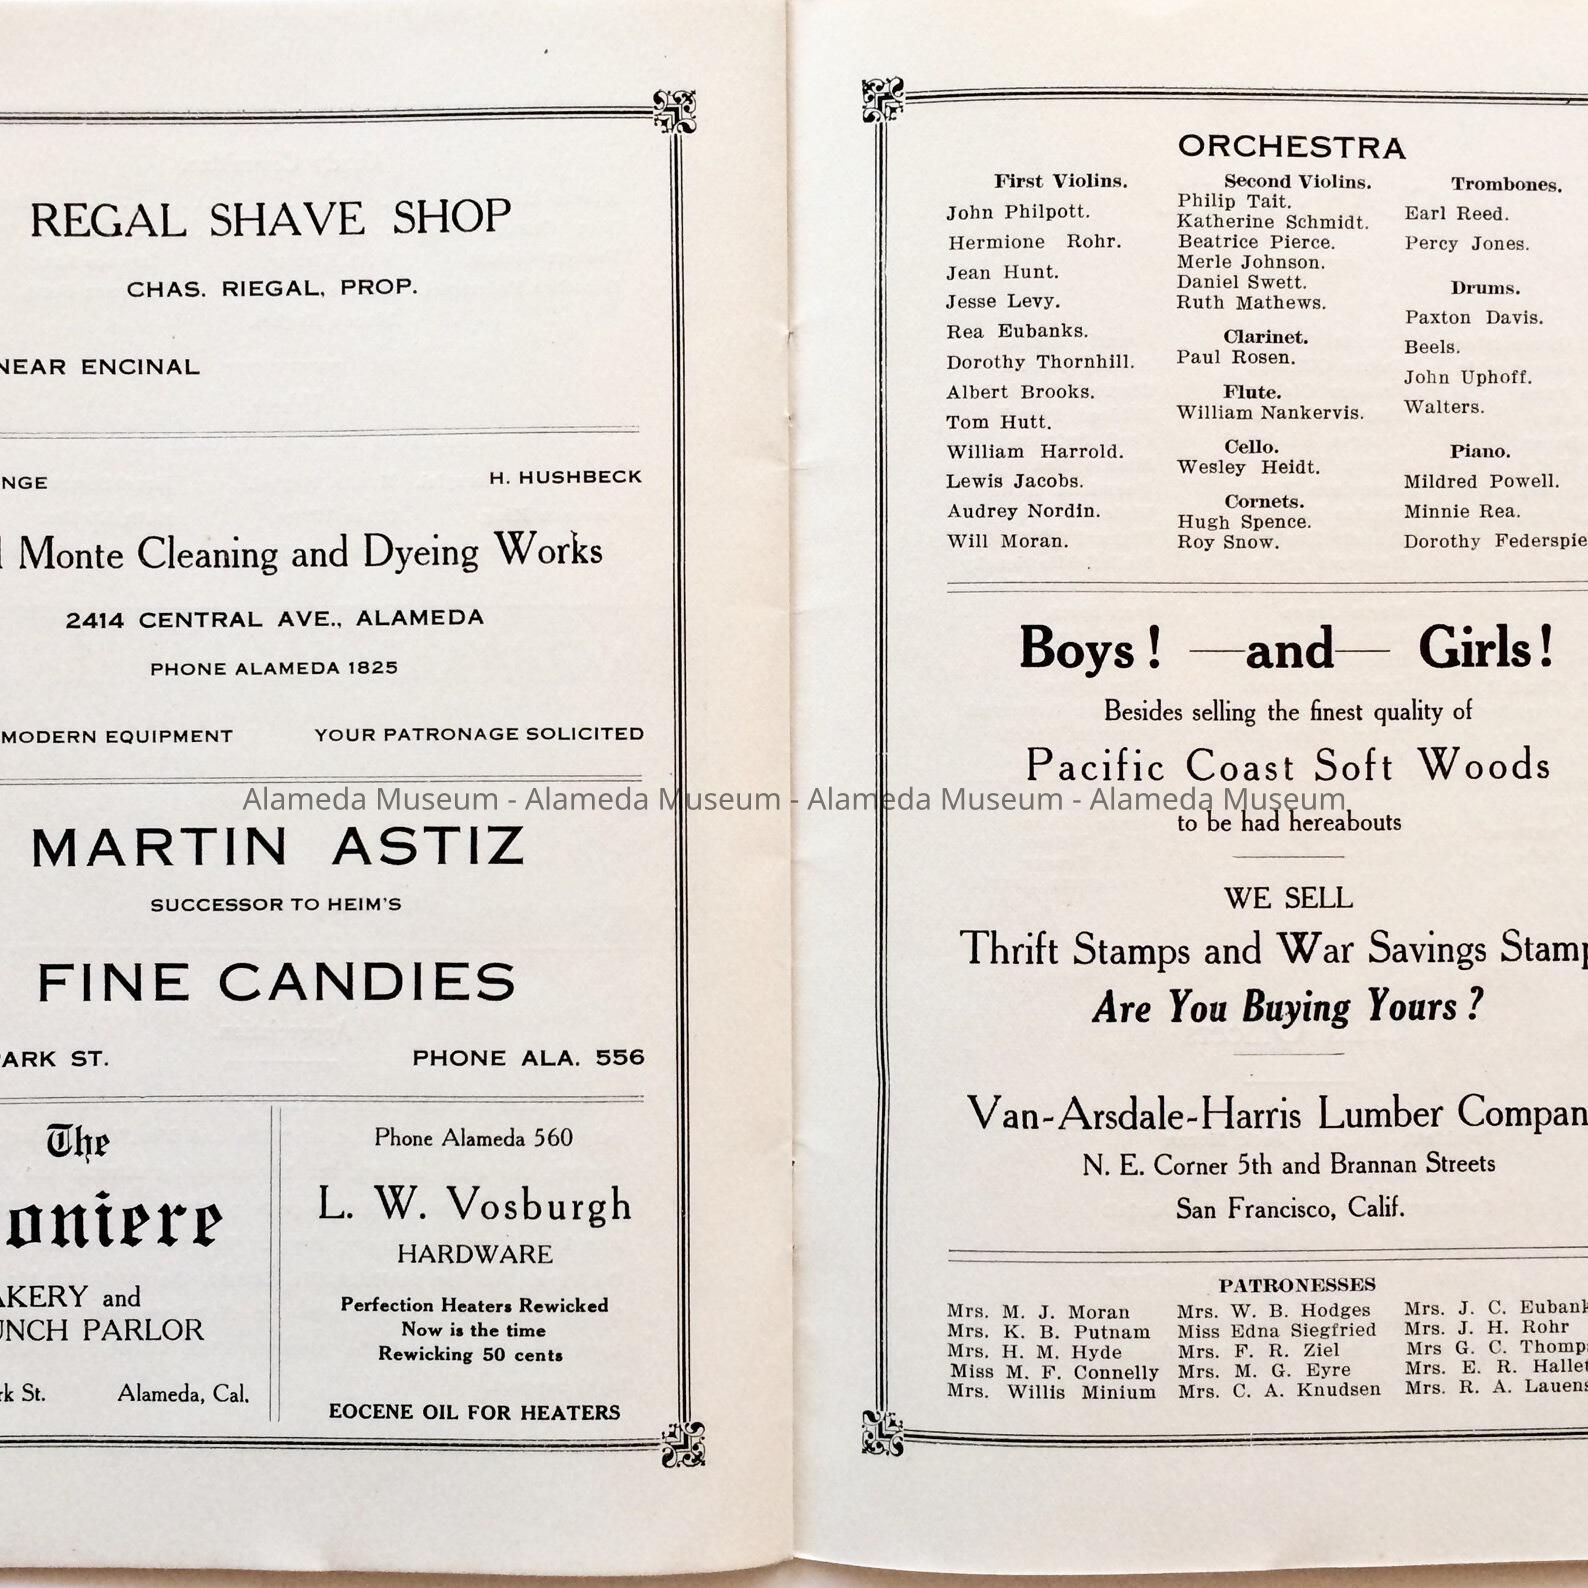 REGAL SHAVE SHOP
CHAS. RIEGAL, PROP.
NEAR ENCINAL
NGE H. HUSHBECK
l Monte Cleaning and Dyeing Works
2414 CENTRAL AVE., ALAMEDA
PHONE ALAMEDA 1825
MODERN EQUIPMENT YOUR PATRONAGE SOLICITED
MARTIN ASTIZ
SUCCESSOR TO HEIM'S
FINE CANDIES
PARK ST. PHONE ALA. 556
The
oniere
AKERY and
UNCH PARLOR
rk St. Alameda, Cal.
Phone Alameda 560
L. W. Vosburgh
HARDWARE
Perfection Heaters Rewicked
Now is the time
Rewicking 50 cents
EOCENE OIL FOR HEATERS
ORCHESTRA
First Violins.
John Philpott.
Hermione Rohr.
Jean Hunt.
Jesse Levy.
Rea Eubanks.
Dorothy Thornhill.
Albert Brooks.
Tom Hutt.
William Harrold.
Lewis Jacobs.
Audrey Nordin.
Will Moran.
Second Violins.
Philip Tait.
Katherine Schmidt.
Beatrice Pierce.
Merle Johnson.
Daniel Swett.
Ruth Mathews.
Clarinet.
Paul Rosen.
Flute.
William Nankervis.
Cello.
Wesley Heidt.
Cornets.
Hugh Spence.
Roy Snow.
Trombones.
Earl Reed.
Percy Jones.
Drums.
Paxton Davis.
Beels.
John Uphoff.
Walters.
Piano.
Mildred Powell.
Minnie Rea.
Dorothy Federspie
Boys! —and— Girls!
Besides selling the finest quality of
Pacific Coast Soft Woods
to be had hereabouts
WE SELL
Thrift Stamps and War Savings Stamp
Are You Buying Yours?
Van-Arsdale-Harris Lumber Compan
N. E. Corner 5th and Brannan Streets
San Francisco, Calif.
PATRONESSES
Mrs. M. J. Moran Mrs. W. B. Hodges Mrs. J. C. Eubank
Mrs. K. B. Putnam Miss Edna Siegfried Mrs. J. H. Rohr
Mrs. H. M. Hyde Mrs. F. R. Ziel Mrs G. C. Thomps
Miss M. F. Connelly Mrs. M. G. Eyre Mrs. E. R. Hallet
Mrs. Willis Minium Mrs. C. A. Knudsen Mrs. R. A. Lauens
Alameda Museum - Alameda Museum - Alameda Museum - Alameda Museum